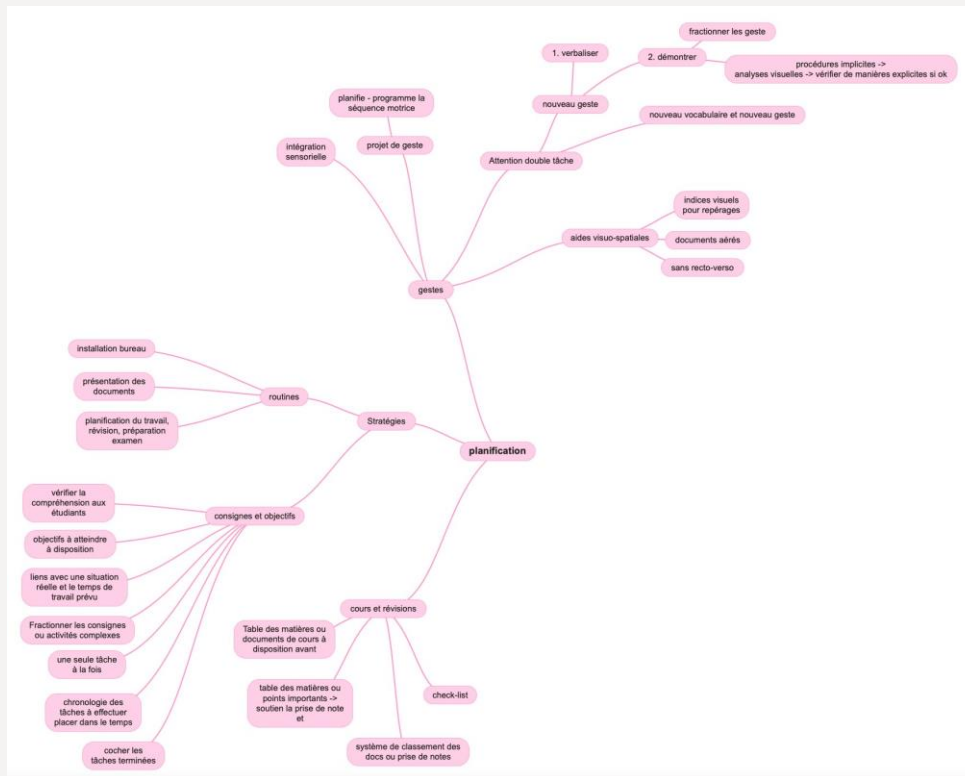 fractionner les geste
1. verbaliser
2. démontrer
procédures implicites ->
analyses visuelles -> vérifier de manières explicites si ok
planifie - programme la
séquence motrice
nouveau geste
nouveau vocabulaire et nouveau geste
projet de geste
intégration
sensorielle
Attention double tâche
indices visuels
pour repérages
aides visuo-spatiales
documents aérés
sans recto-verso
gestes
installation bureau
présentation des
documents
routines
planification du travail,
révision, préparation
examen
Stratégies
planification
vérifier la
compréhension aux
étudiants
consignes et objectifs
objectifs à atteindre
à disposition
liens avec une situation
réelle et le temps de
travail prévu
Fractionner les consignes
ou activités complexes
une seule tâche
à la fois
chronologie des
tâches à effectuer
placer dans le temps
cocher les
tâches terminées
cours et révisions
Table des matières ou
documents de cours à
disposition avant
table des matières ou
points importants ->
soutien la prise de note
et
check-list
système de classement des
docs ou prise de notes